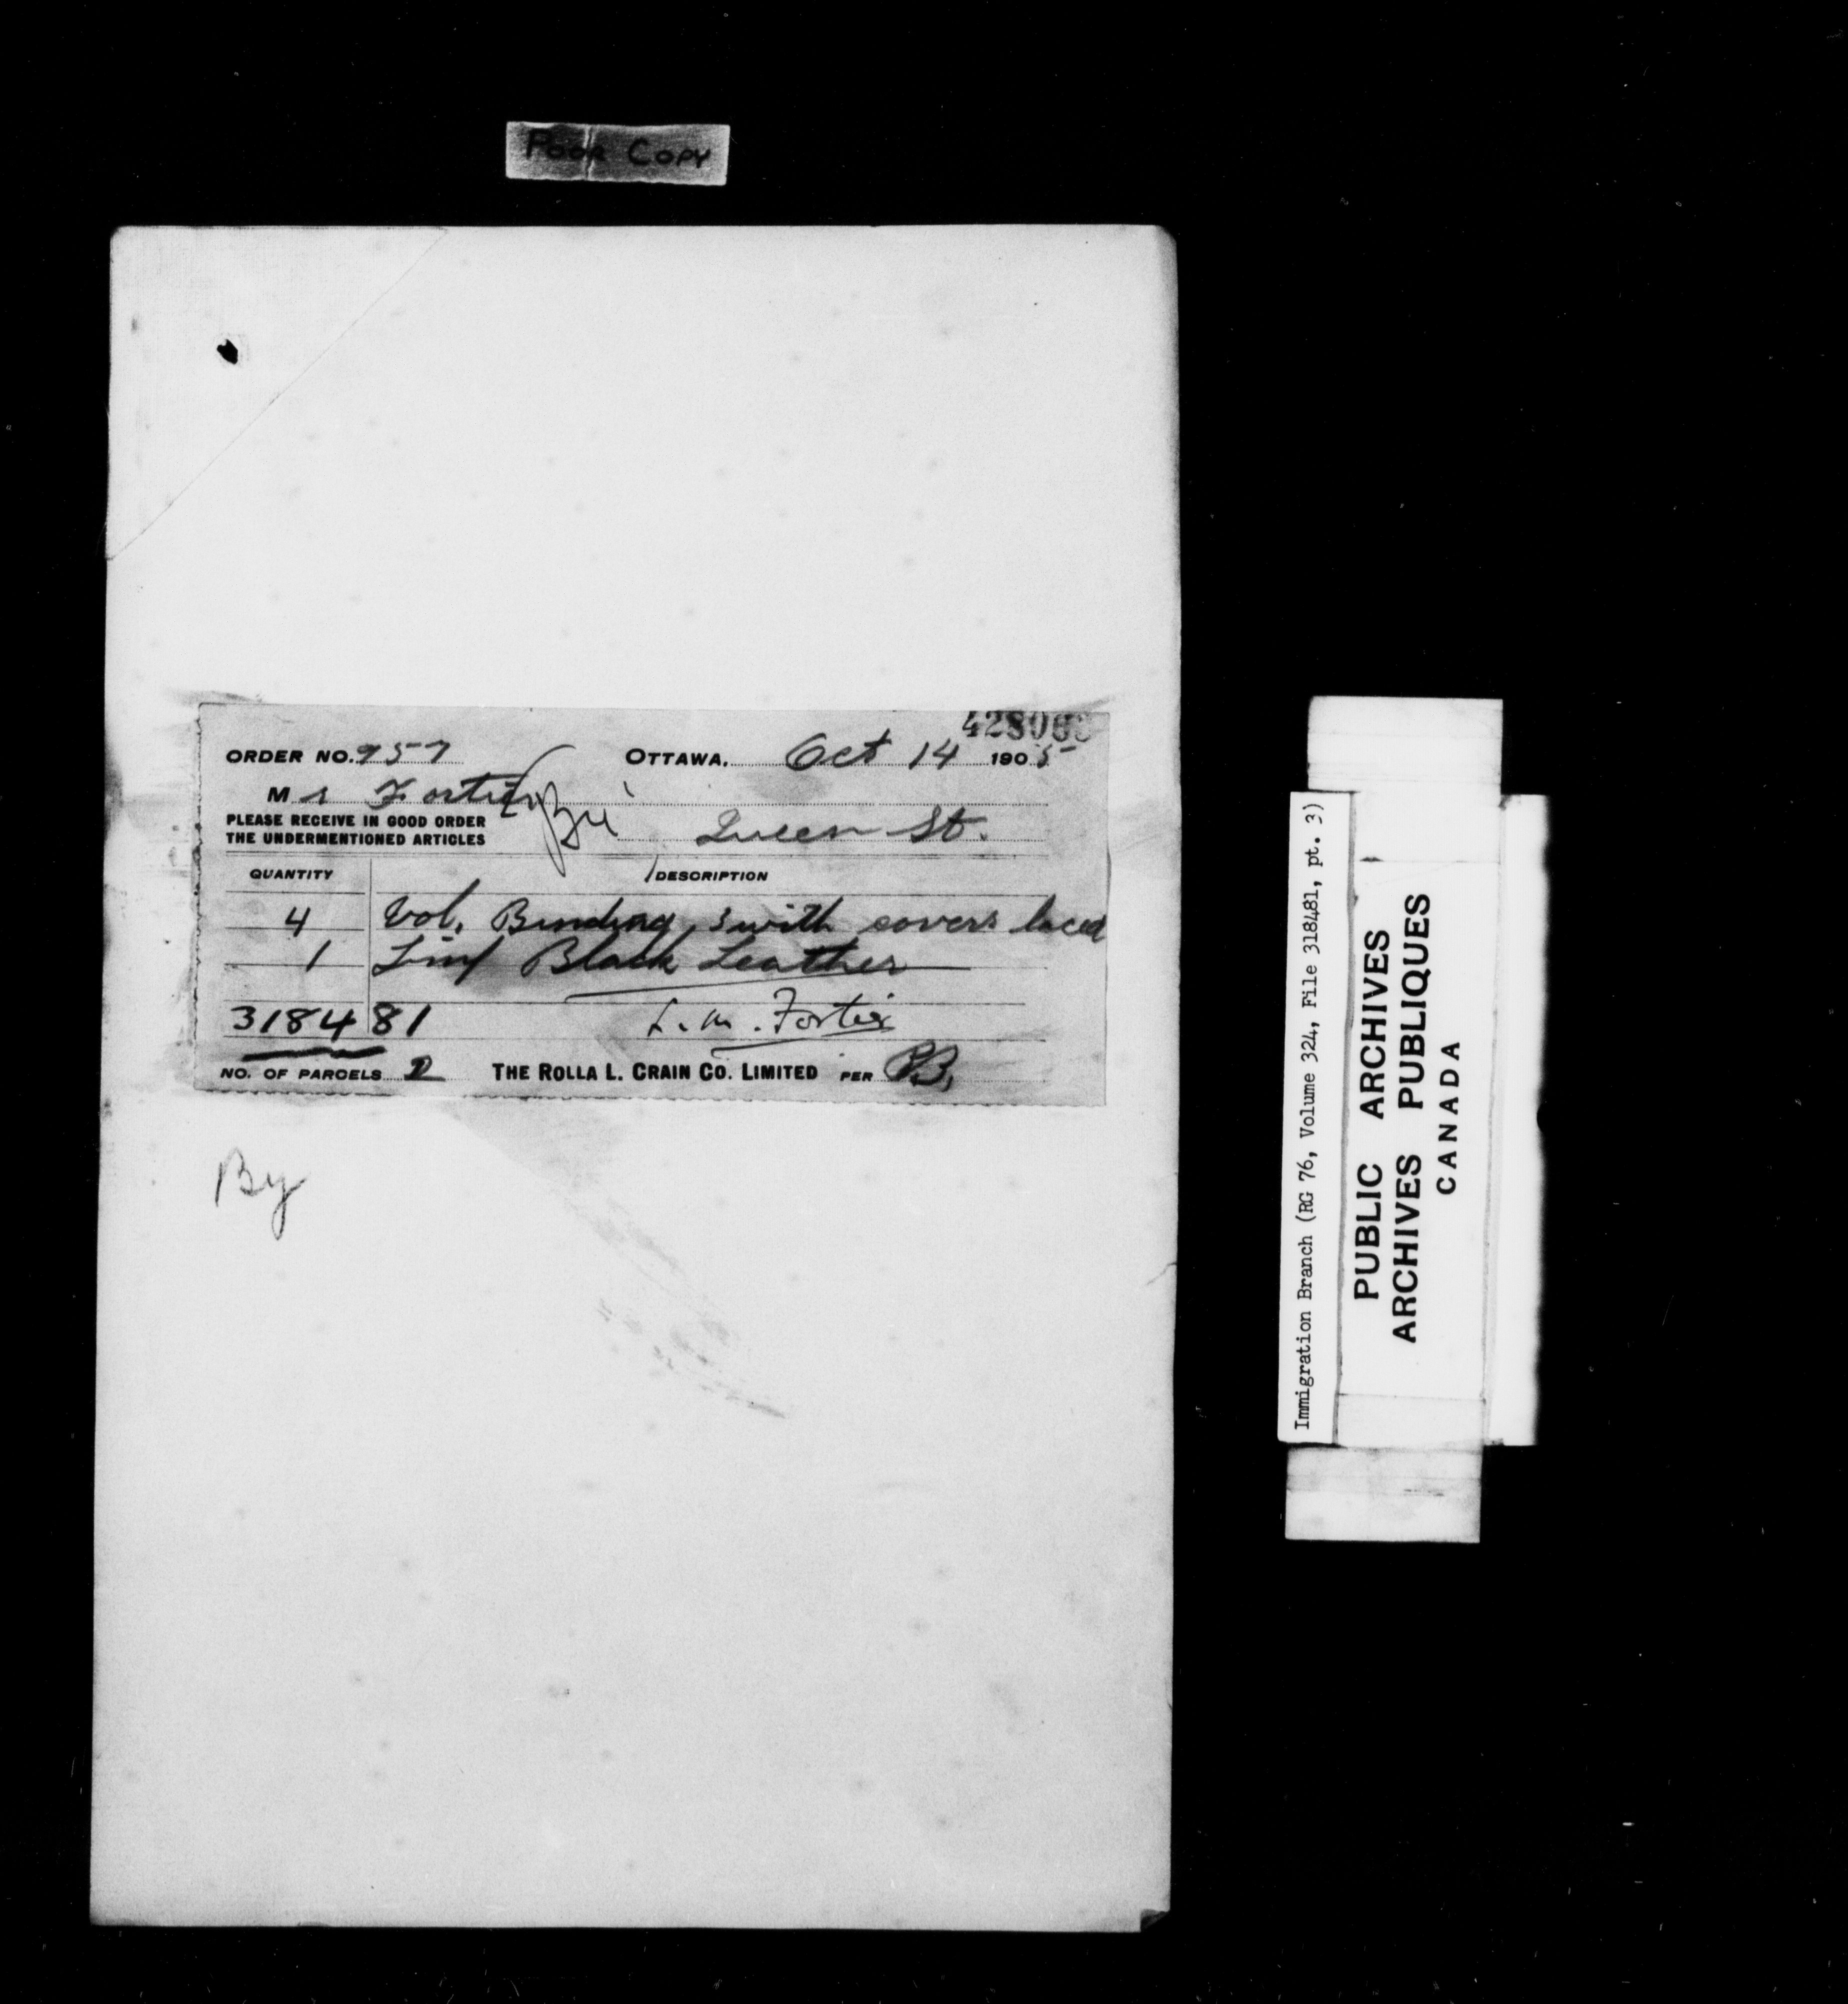 Poor Copy
42806
ORDER NO. 957 OTTAWA, Oct 14 1905
Mr Fortier
PLEASE RECEIVE IN GOOD ORDER
THE UNDERMENTIONED ARTICLES
Queen St.
QUANTITY DESCRIPTION
4 Vol. Binding, 3 with covers laced
1 Limp Black Leather
318481 L. M. Fortier
NO. OF PARCELS 2 THE ROLLA L. CRAIN CO. LIMITED PER P.B.
By
Immigration Branch (RG 76, Volume 324, File 318481, pt. 3)
PUBLIC ARCHIVES
ARCHIVES PUBLIQUES
CANADA